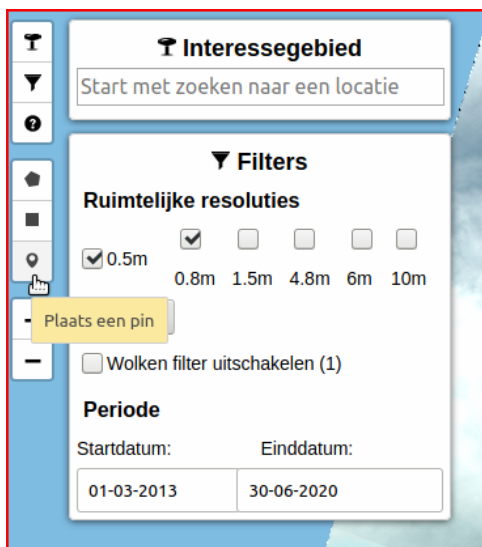 Interessegebied
Start met zoeken naar een locatie
Filters
Ruimtelijke resoluties
0.5m
0.8m 1.5m 4.8m 6m 10m
Plaats een pin
Wolken filter uitschakelen (1)
Periode
Startdatum: Einddatum:
01-03-2013 30-06-2020